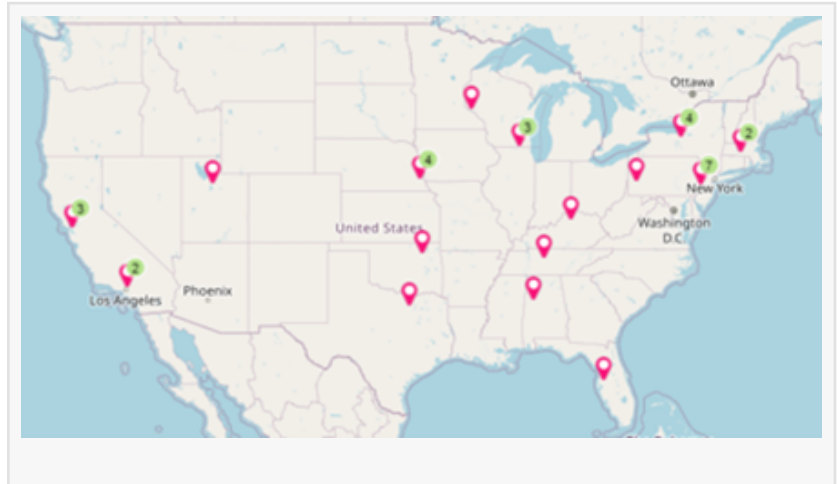 Ottawa
4
3
2
4
7
New York
3
Washington
D.C.
United States
2
Los Angeles
Phoenix